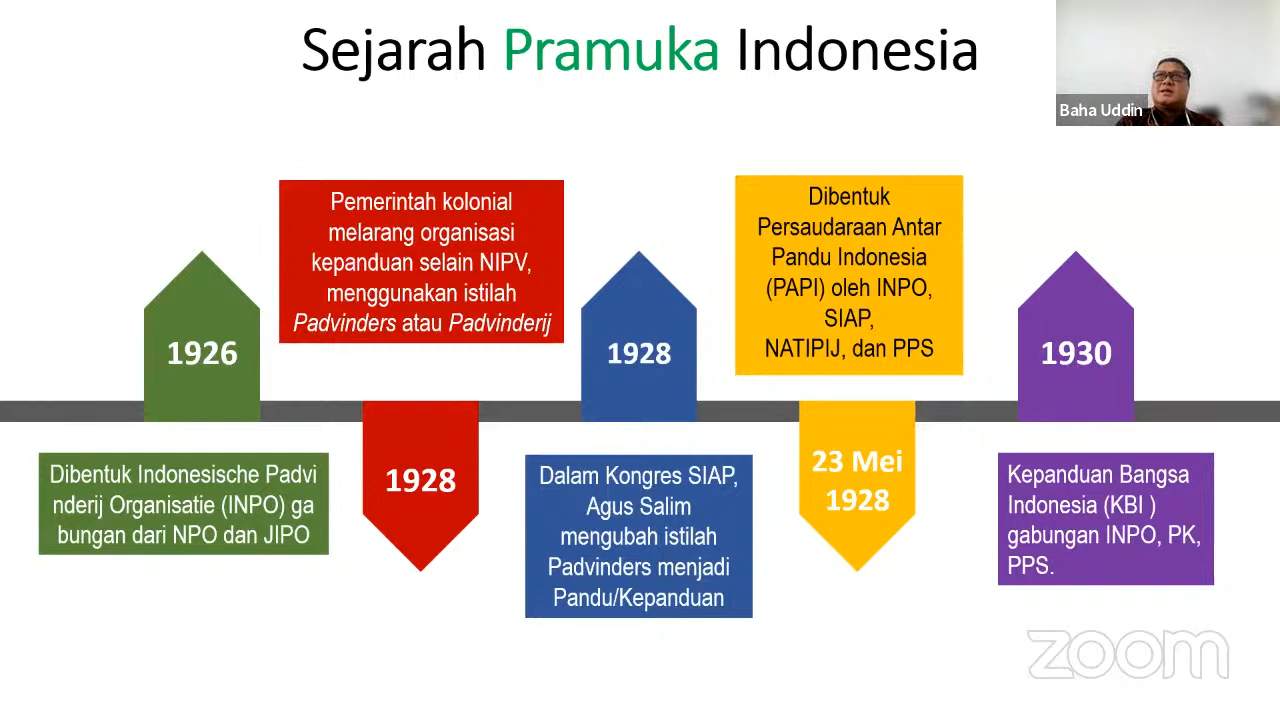 Sejarah Pramuka Indonesia
Baha Uddin
1926
Dibentuk Indonesische Padvi
nderij Organisatie (INPO) ga
bungan dari NPO dan JIPO
Pemerintah kolonial
melarang organisasi
kepanduan selain NIPV,
menggunakan istilah
Padvinders atau Padvinderij
1928
1928
Dalam Kongres SIAP,
Agus Salim
mengubah istilah
Padvinders menjadi
Pandu/Kepanduan
Dibentuk
Persaudaraan Antar
Pandu Indonesia
(PAPI) oleh INPO,
SIAP,
NATIPIJ, dan PPS
23 Mei
1928
1930
Kepanduan Bangsa
Indonesia (KBI )
gabungan INPO, PK,
PPS.
zoom